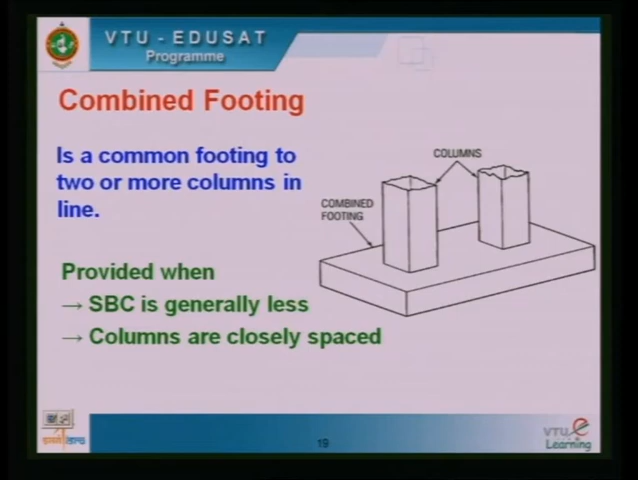 VTU - EDUSAT
Programme
Combined Footing
Is a common footing to
two or more columns in
line.
COLUMNS
COMBINED
FOOTING
Provided when
→ SBC is generally less
→ Columns are closely spaced
19
VTU e
Learning